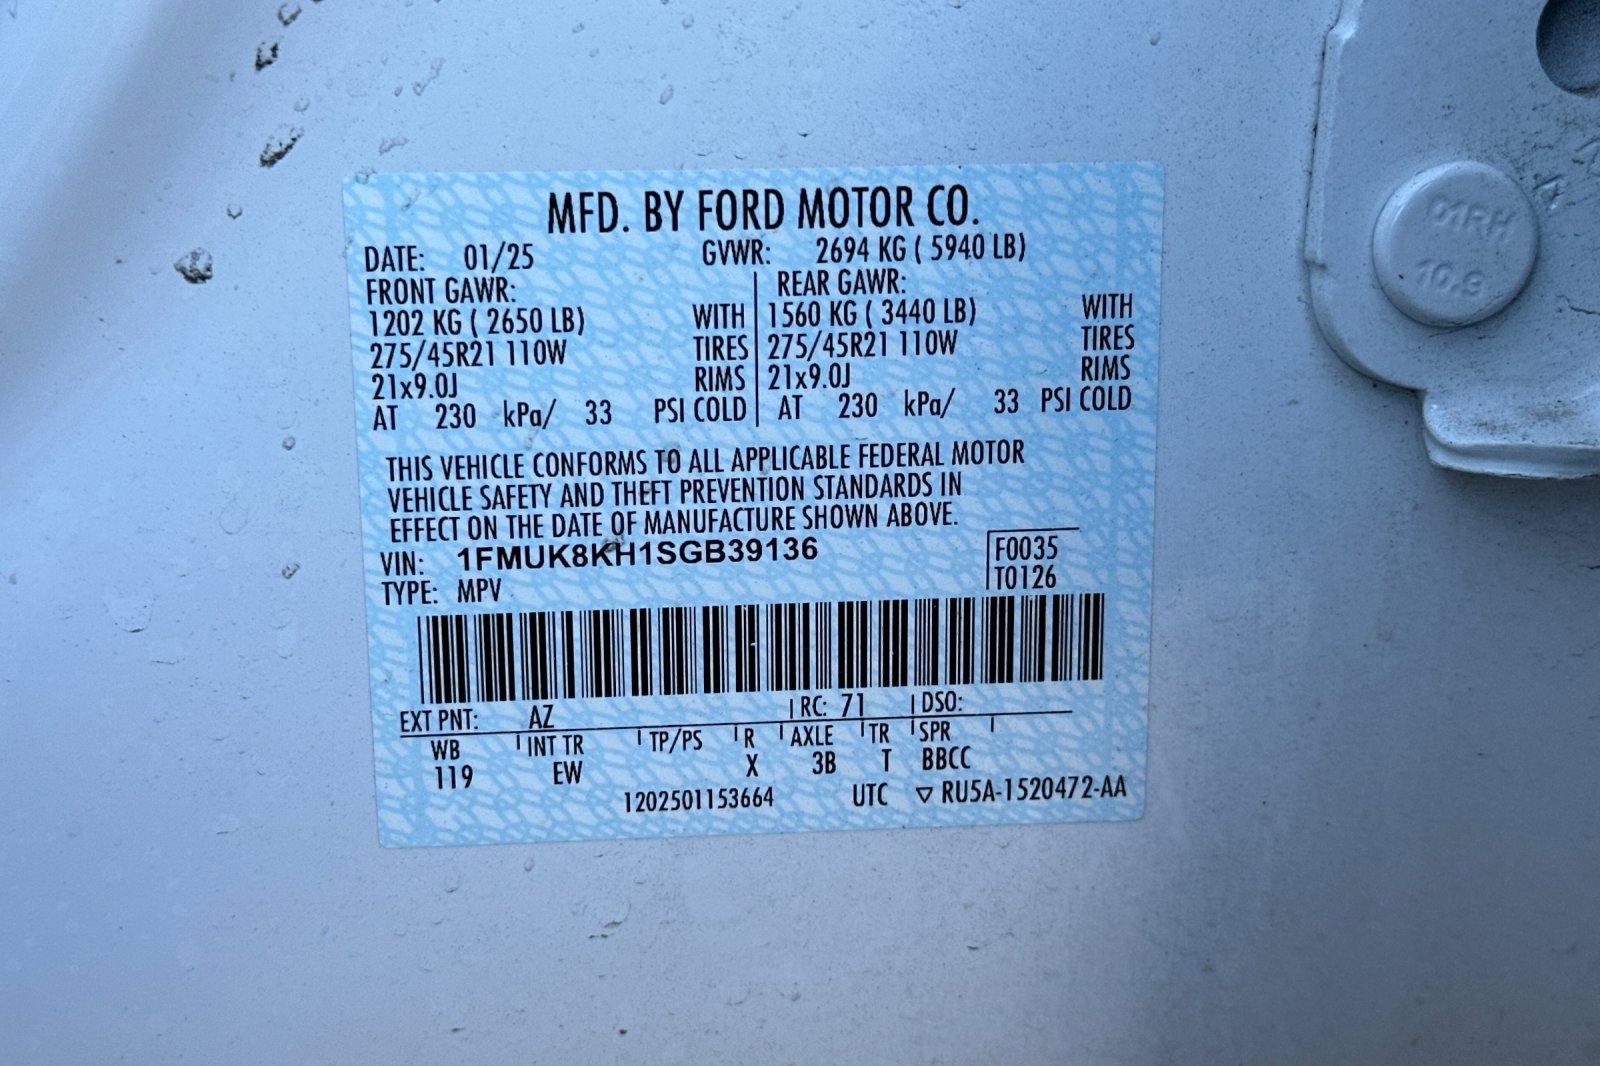 MFD. BY FORD MOTOR CO.
DATE: 01/25 GVWR: 2694 KG ( 5940 LB)
FRONT GAWR: REAR GAWR:
1202 KG ( 2650 LB) WITH 1560 KG ( 3440 LB) WITH
275/45R21 110W TIRES 275/45R21 110W TIRES
21x9.0J RIMS 21x9.0J RIMS
AT 230 kPa/ 33 PSI COLD AT 230 kPa/ 33 PSI COLD
THIS VEHICLE CONFORMS TO ALL APPLICABLE FEDERAL MOTOR
VEHICLE SAFETY AND THEFT PREVENTION STANDARDS IN
EFFECT ON THE DATE OF MANUFACTURE SHOWN ABOVE.
VIN: 1FMUK8KH1SGB39136 F0035
TYPE: MPV T0126
EXT PNT: AZ RC: 71 DSO:
WB INT TR TP/PS R AXLE TR SPR
119 EW X 3B T BBCC
1202501153664 UTC ▽ RU5A-1520472-AA
01RH
10.9